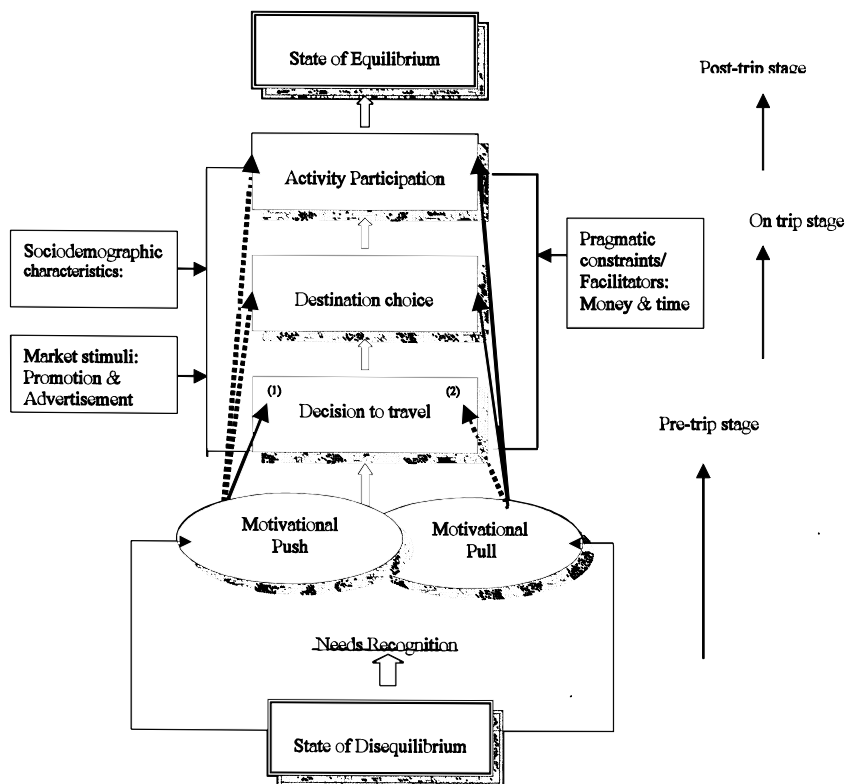 State of Equilibrium
Post-trip stage
Activity Participation
On trip stage
Sociodemographic
characteristics:
Pragmatic
constraints/
Facilitators:
Money & time
Destination choice
Market stimuli:
Promotion &
Advertisement
(1)
(2)
Decision to travel
Pre-trip stage
Motivational
Push
Motivational
Pull
Needs Recognition
State of Disequilibrium